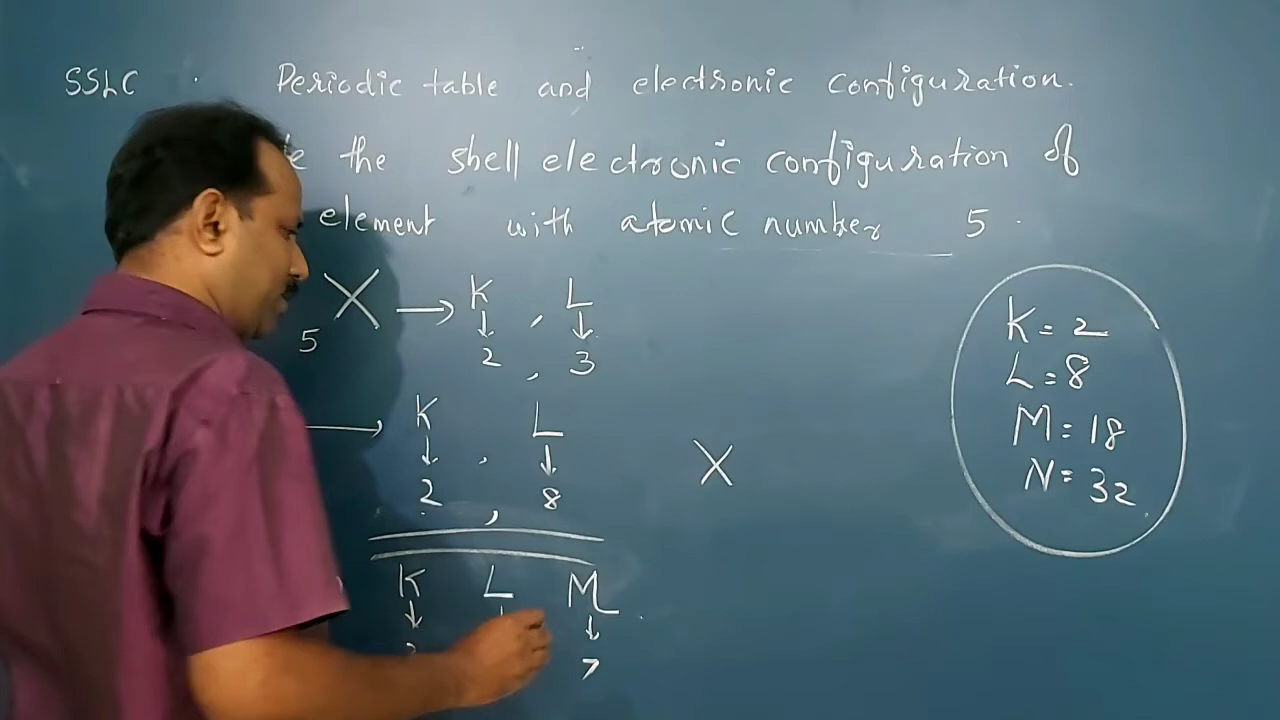 SSLC . Periodic table and electronic configuration.
the shell electronic configuration of
element with atomic number 5 .
5 X → K , L
↓ ↓
2 , 3
→ K , L
↓ ↓
2 , 8
X
K L M
↓ ↓
7
K = 2
L = 8
M = 18
N = 32